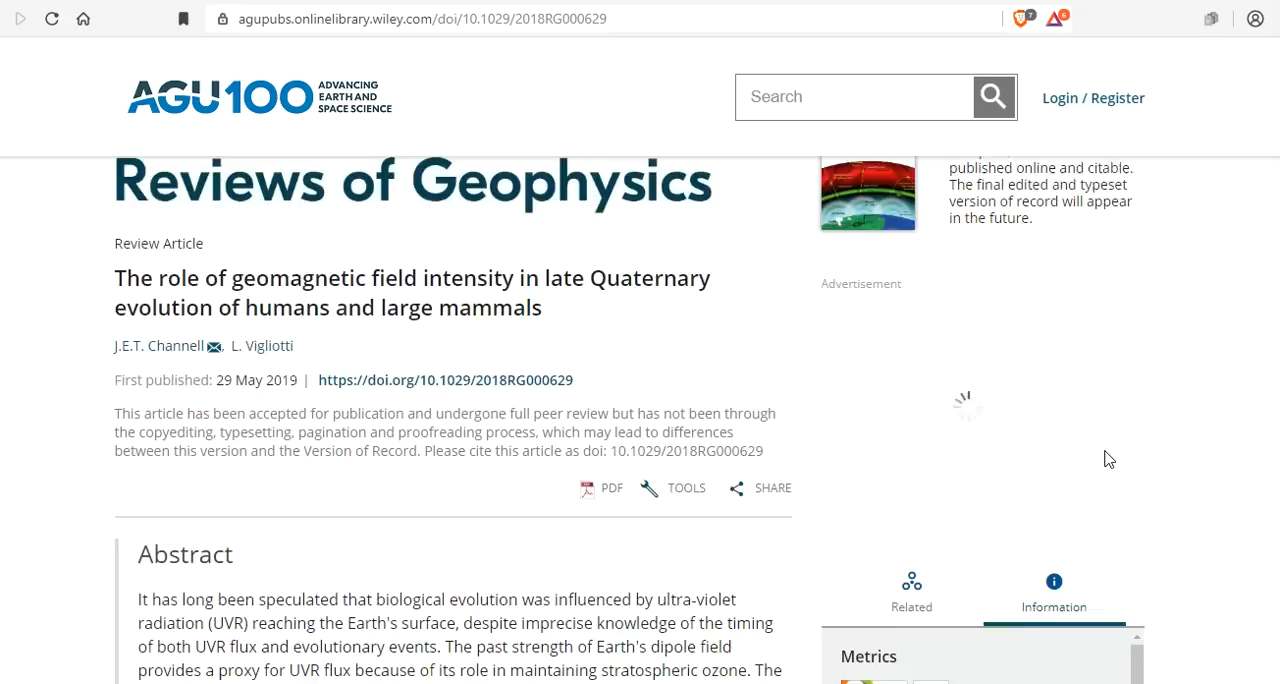 agupubs.onlinelibrary.wiley.com/doi/10.1029/2018RG000629
7
6
AGU100 ADVANCING EARTH AND SPACE SCIENCE
Search
Login / Register
Reviews of Geophysics
published online and citable.
The final edited and typeset
version of record will appear
in the future.
Review Article
The role of geomagnetic field intensity in late Quaternary
evolution of humans and large mammals
Advertisement
J.E.T. Channell, L. Vigliotti
First published: 29 May 2019 | https://doi.org/10.1029/2018RG000629
This article has been accepted for publication and undergone full peer review but has not been through
the copyediting, typesetting, pagination and proofreading process, which may lead to differences
between this version and the Version of Record. Please cite this article as doi: 10.1029/2018RG000629
PDF TOOLS SHARE
Abstract
It has long been speculated that biological evolution was influenced by ultra-violet
radiation (UVR) reaching the Earth's surface, despite imprecise knowledge of the timing
of both UVR flux and evolutionary events. The past strength of Earth's dipole field
provides a proxy for UVR flux because of its role in maintaining stratospheric ozone. The
Related
Information
Metrics